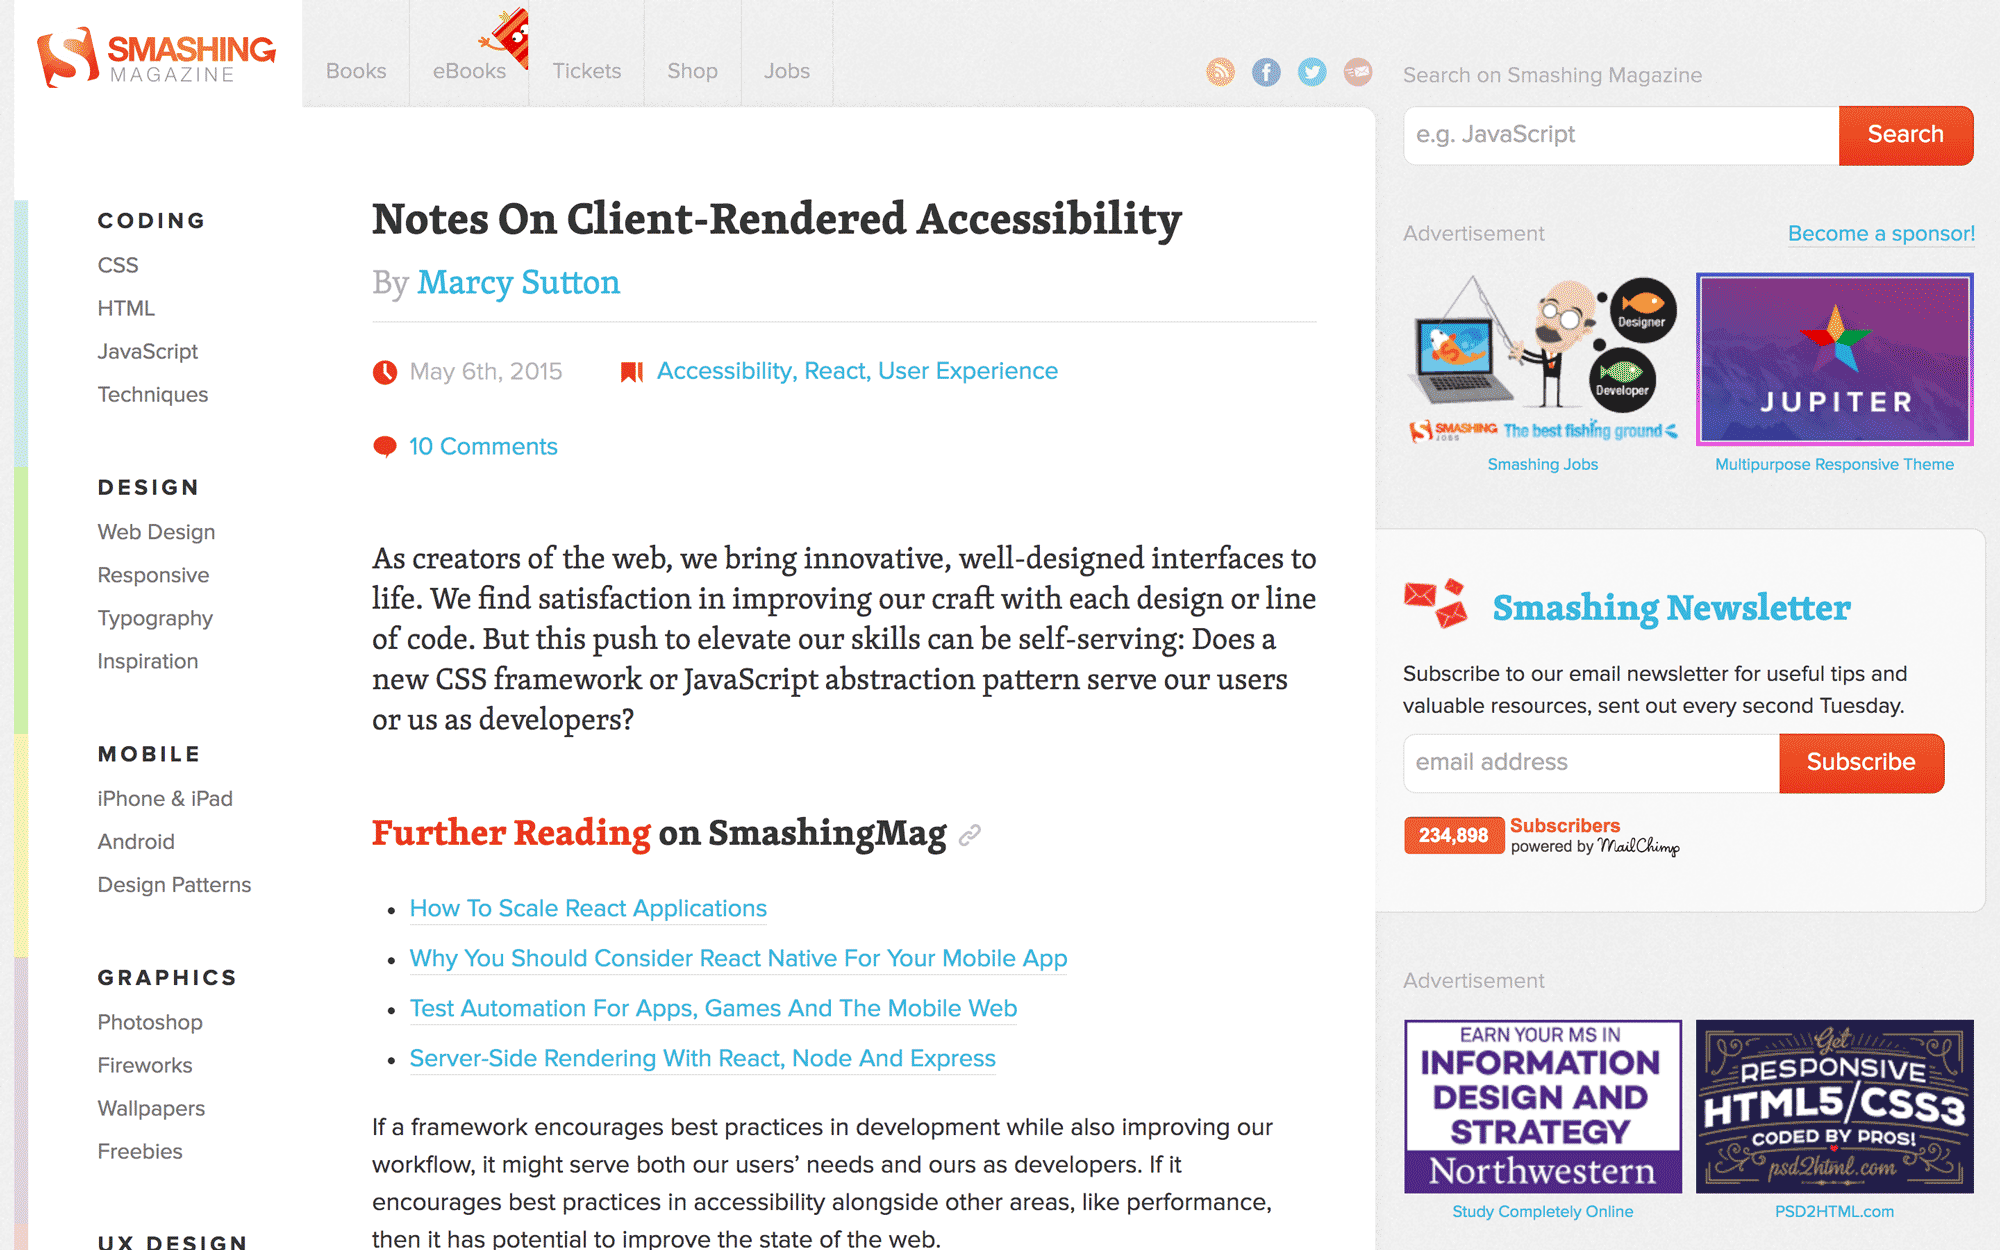 SMASHING
MAGAZINE
Books
eBooks
Tickets
Shop
Jobs
Search on Smashing Magazine
e.g. JavaScript
Search
CODING
CSS
HTML
JavaScript
Techniques
DESIGN
Web Design
Responsive
Typography
Inspiration
MOBILE
iPhone & iPad
Android
Design Patterns
GRAPHICS
Photoshop
Fireworks
Wallpapers
Freebies
UX DESIGN
Notes On Client-Rendered Accessibility
By Marcy Sutton
May 6th, 2015
Accessibility, React, User Experience
10 Comments
As creators of the web, we bring innovative, well-designed interfaces to
life. We find satisfaction in improving our craft with each design or line
of code. But this push to elevate our skills can be self-serving: Does a
new CSS framework or JavaScript abstraction pattern serve our users
or us as developers?
Further Reading on SmashingMag
How To Scale React Applications
Why You Should Consider React Native For Your Mobile App
Test Automation For Apps, Games And The Mobile Web
Server-Side Rendering With React, Node And Express
If a framework encourages best practices in development while also improving our
workflow, it might serve both our users’ needs and ours as developers. If it
encourages best practices in accessibility alongside other areas, like performance,
then it has potential to improve the state of the web.
Advertisement
Become a sponsor!
Designer
Developer
SMASHING
JOBS
The best fishing ground
Smashing Jobs
JUPITER
Multipurpose Responsive Theme
Smashing Newsletter
Subscribe to our email newsletter for useful tips and
valuable resources, sent out every second Tuesday.
email address
Subscribe
234,898
Subscribers
powered by MailChimp
Advertisement
EARN YOUR MS IN
INFORMATION
DESIGN AND
STRATEGY
Northwestern
Study Completely Online
Get
RESPONSIVE
HTML5/CSS3
CODED BY PROS!
psd2html.com
PSD2HTML.com